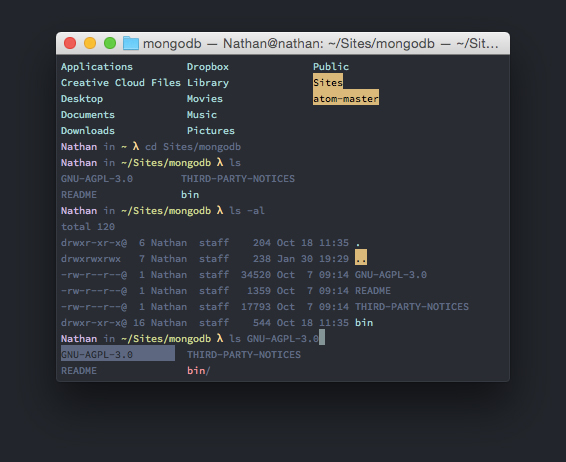 mongodb — Nathan@nathan: ~/Sites/mongodb — ~/Sit…
Applications Dropbox Public
Creative Cloud Files Library Sites
Desktop Movies atom-master
Documents Music
Downloads Pictures
Nathan in ~ λ cd Sites/mongodb
Nathan in ~/Sites/mongodb λ ls
GNU-AGPL-3.0 THIRD-PARTY-NOTICES
README bin
Nathan in ~/Sites/mongodb λ ls -al
total 120
drwxr-xr-x@ 6 Nathan staff 204 Oct 18 11:35 .
drwxrwxrwx 7 Nathan staff 238 Jan 30 19:29 ..
-rw-r--r--@ 1 Nathan staff 34520 Oct 7 09:14 GNU-AGPL-3.0
-rw-r--r--@ 1 Nathan staff 1359 Oct 7 09:14 README
-rw-r--r--@ 1 Nathan staff 17793 Oct 7 09:14 THIRD-PARTY-NOTICES
drwxr-xr-x@ 16 Nathan staff 544 Oct 18 11:35 bin
Nathan in ~/Sites/mongodb λ ls GNU-AGPL-3.0
GNU-AGPL-3.0 THIRD-PARTY-NOTICES
README bin/